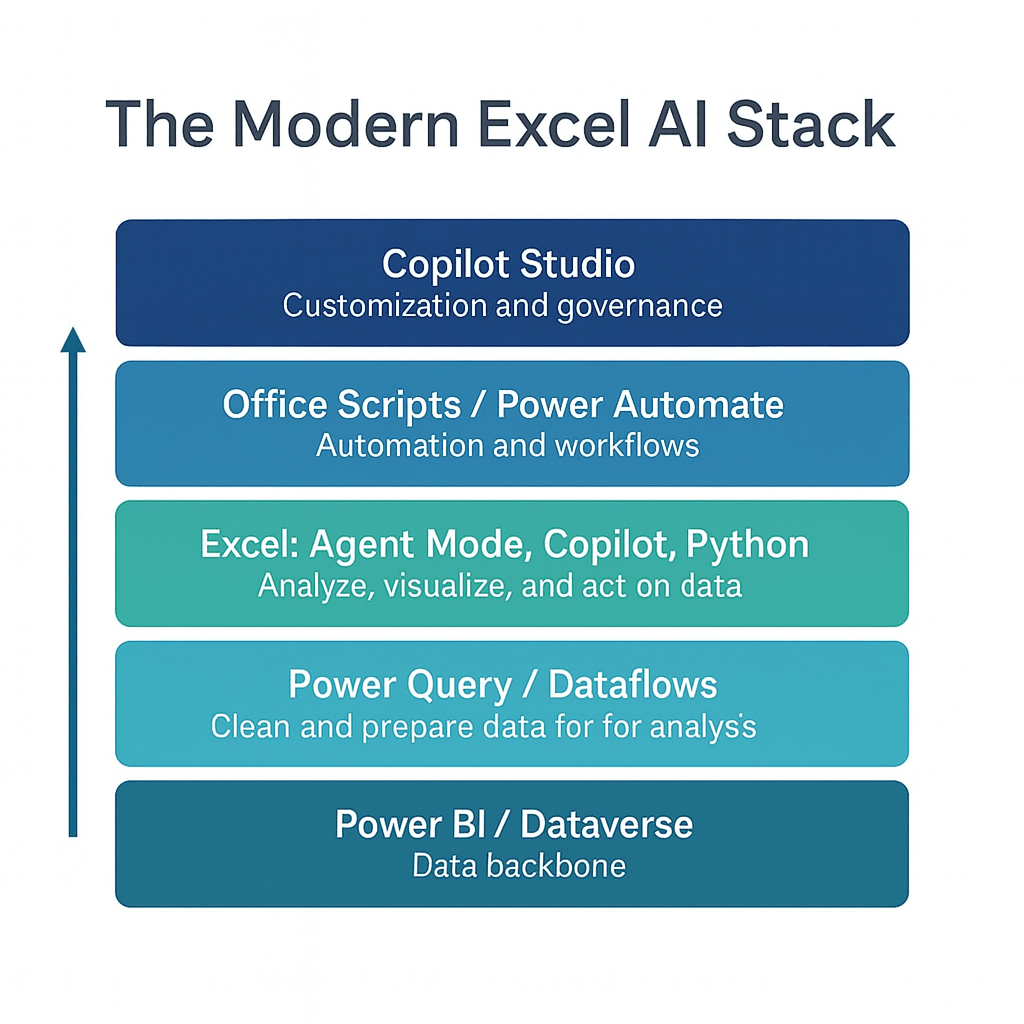 The Modern Excel AI Stack
Copilot Studio
Customization and governance
Office Scripts / Power Automate
Automation and workflows
Excel: Agent Mode, Copilot, Python
Analyze, visualize, and act on data
Power Query / Dataflows
Clean and prepare data for for analysis
Power BI / Dataverse
Data backbone